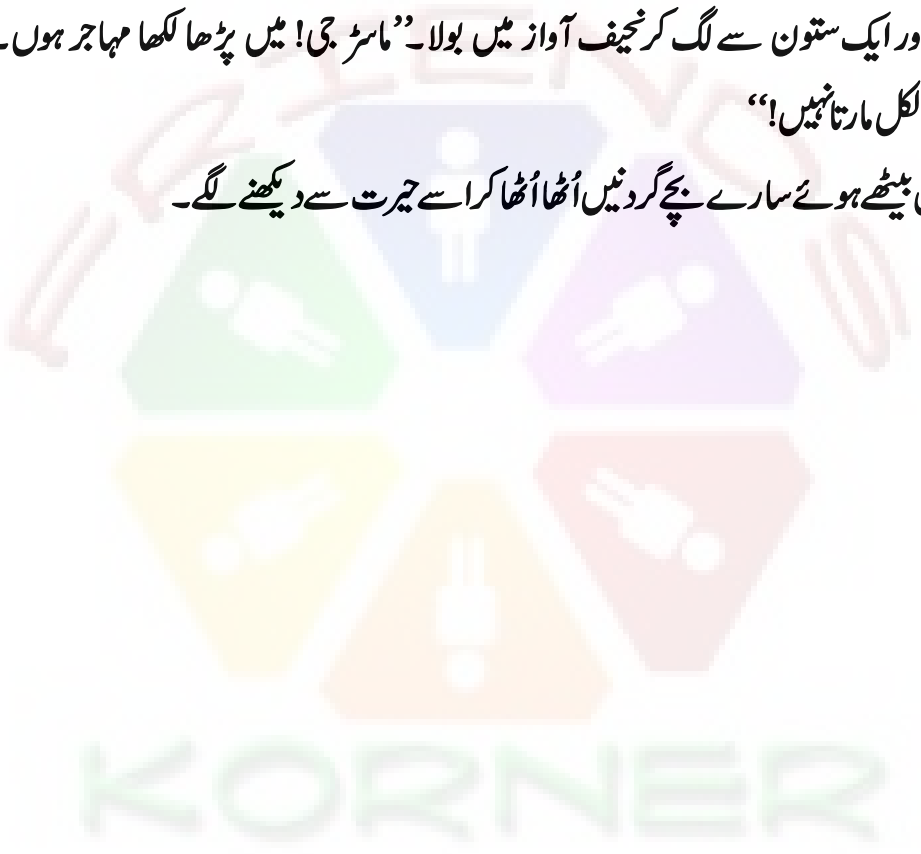 ور ایک ستون سے لگ کر نحیف آواز میں بولا۔ ’’ماسٹر جی! میں پڑھا لکھا مہاجر ہوں۔
لکل مارتا نہیں!‘‘
بیٹھے ہوئے سارے بچے گردنیں اُٹھا اُٹھا کر اسے حیرت سے دیکھنے لگے۔
FRIENDS
KORNER